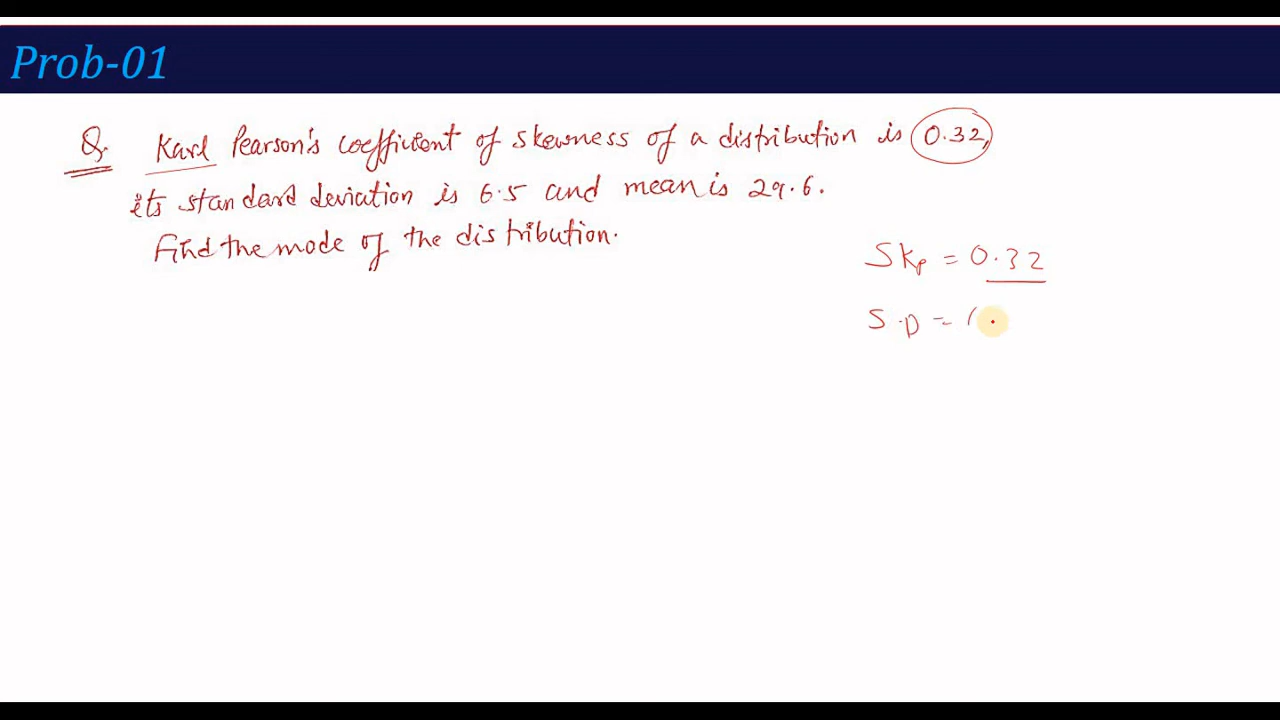 Prob-01
Q. Karl Pearson's coefficient of skewness of a distribution is 0.32,
its standard deviation is 6.5 and mean is 29.6.
Find the mode of the distribution.
Skp = 0.32
S.D =